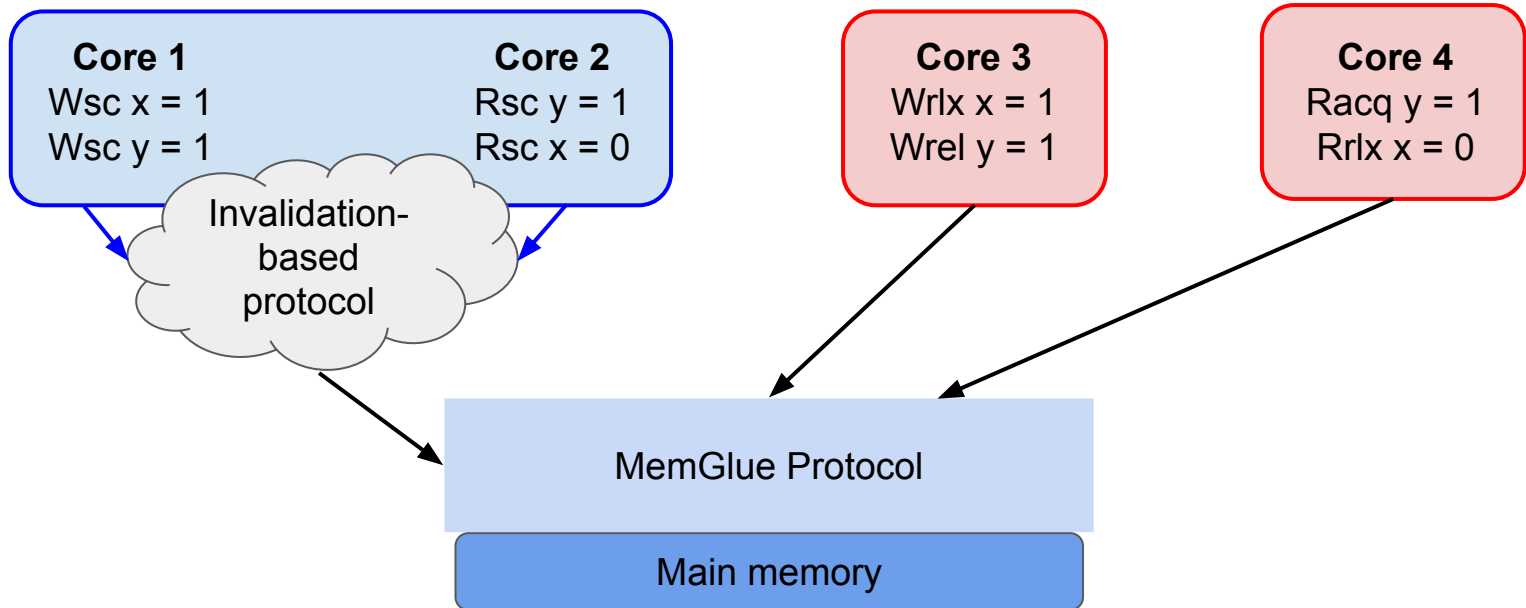 Core 1
Wsc x = 1
Wsc y = 1
Core 2
Rsc y = 1
Rsc x = 0
Core 3
Wrlx x = 1
Wrel y = 1
Core 4
Racq y = 1
Rrlx x = 0
Invalidation-
based
protocol
MemGlue Protocol
Main memory